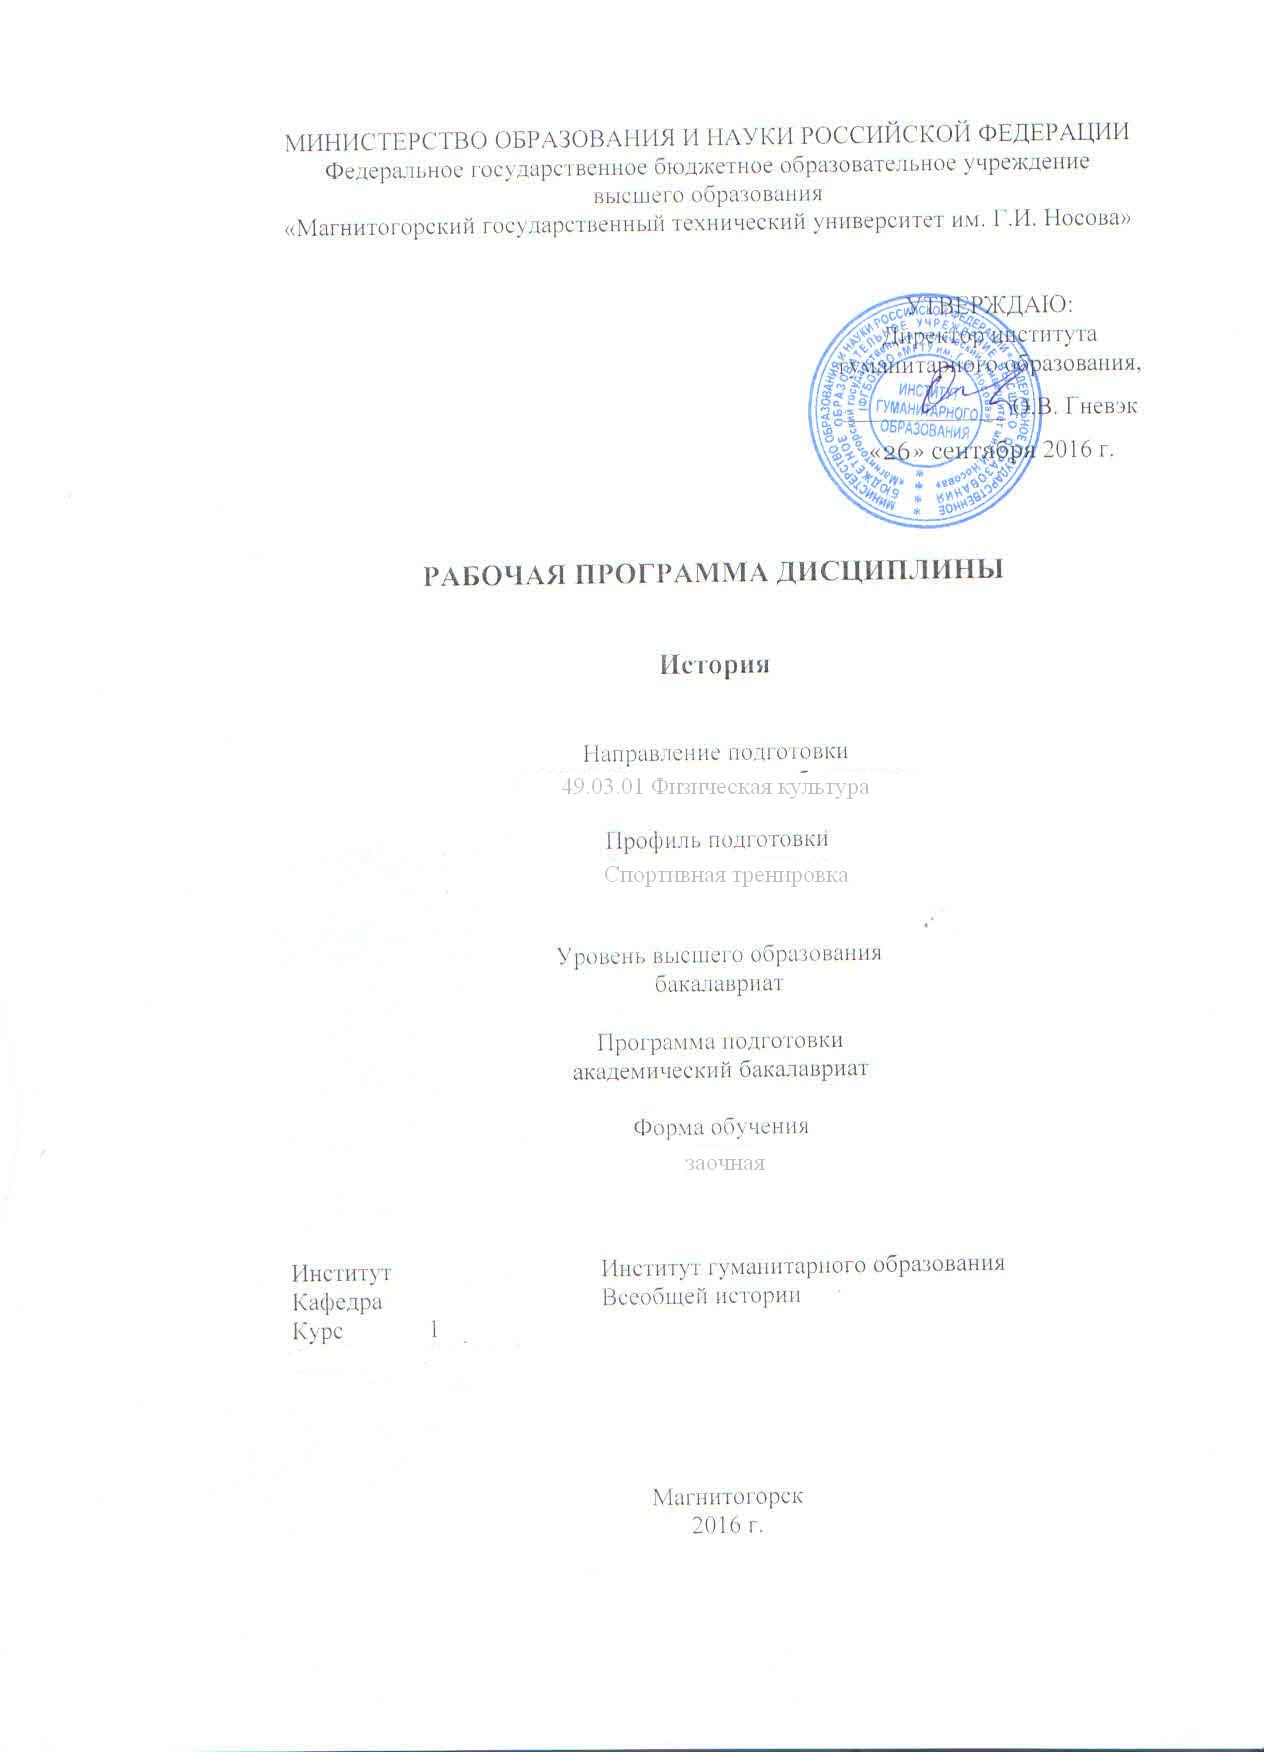 МИНИСТЕРСТВО ОБРАЗОВАНИЯ И НАУКИ РОССИЙСКОЙ ФЕДЕРАЦИИ
Федеральное государственное бюджетное образовательное учреждение
высшего образования
«Магнитогорский государственный технический университет им. Г.И. Носова»
УТВЕРЖДАЮ:
Директор института
гуманитарного образования,
О.В. Гневэк
«26» сентября 2016 г.
ИНСТИТУТ
ГУМАНИТАРНОГО
ОБРАЗОВАНИЯ
РАБОЧАЯ ПРОГРАММА ДИСЦИПЛИНЫ
История
Направление подготовки
49.03.01 Физическая культура
Профиль подготовки
Спортивная тренировка
Уровень высшего образования
бакалавриат
Программа подготовки
академический бакалавриат
Форма обучения
заочная
Институт Институт гуманитарного образования
Кафедра Всеобщей истории
Курс 1
Магнитогорск
2016 г.